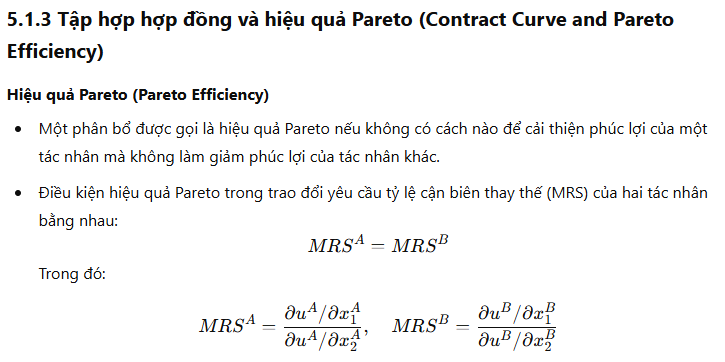 5.1.3 Tập hợp hợp đồng và hiệu quả Pareto (Contract Curve and Pareto
Efficiency)
Hiệu quả Pareto (Pareto Efficiency)
• Một phân bổ được gọi là hiệu quả Pareto nếu không có cách nào để cải thiện phúc lợi của một
tác nhân mà không làm giảm phúc lợi của tác nhân khác.
• Điều kiện hiệu quả Pareto trong trao đổi yêu cầu tỷ lệ cận biên thay thế (MRS) của hai tác nhân
bằng nhau:
$MRS^A = MRS^B$
Trong đó:
$MRS^A = \frac{\partial u^A / \partial x_1^A}{\partial u^A / \partial x_2^A}, \quad MRS^B = \frac{\partial u^B / \partial x_1^B}{\partial u^B / \partial x_2^B}$